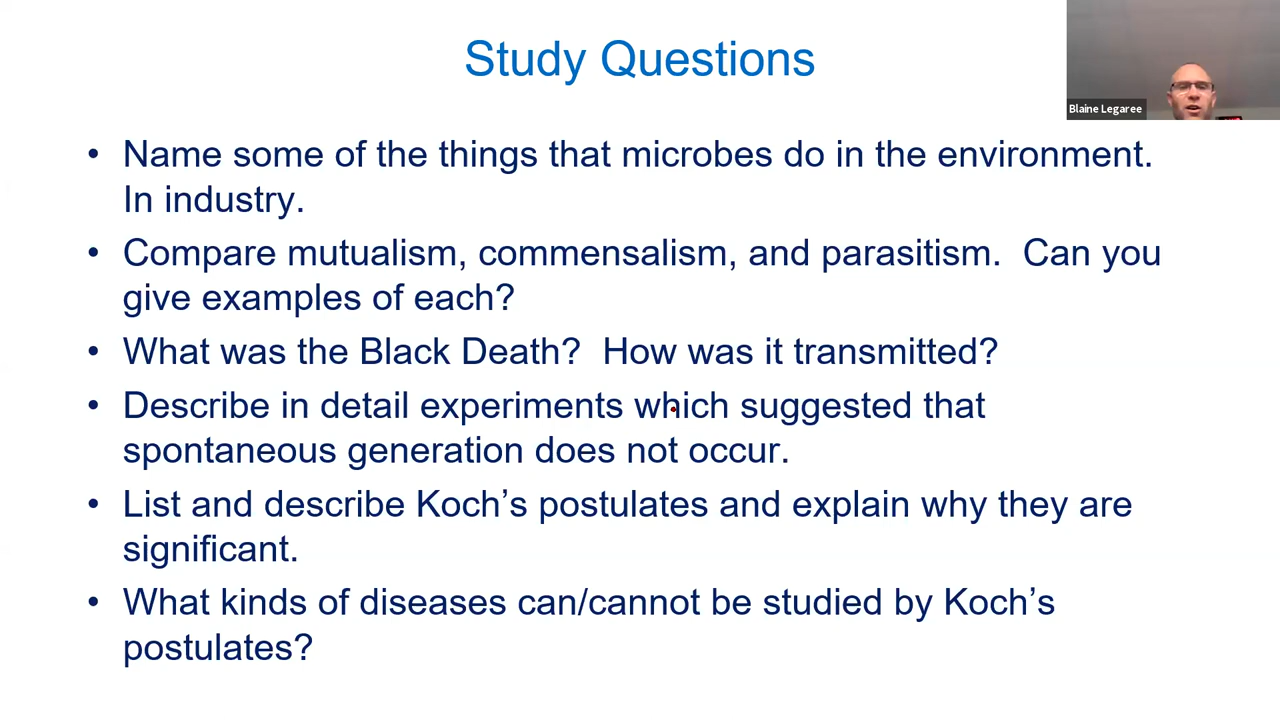 Study Questions
Blaine Legaree
• Name some of the things that microbes do in the environment.
In industry.
• Compare mutualism, commensalism, and parasitism.  Can you
give examples of each?
• What was the Black Death?  How was it transmitted?
• Describe in detail experiments which suggested that
spontaneous generation does not occur.
• List and describe Koch’s postulates and explain why they are
significant.
• What kinds of diseases can/cannot be studied by Koch’s
postulates?